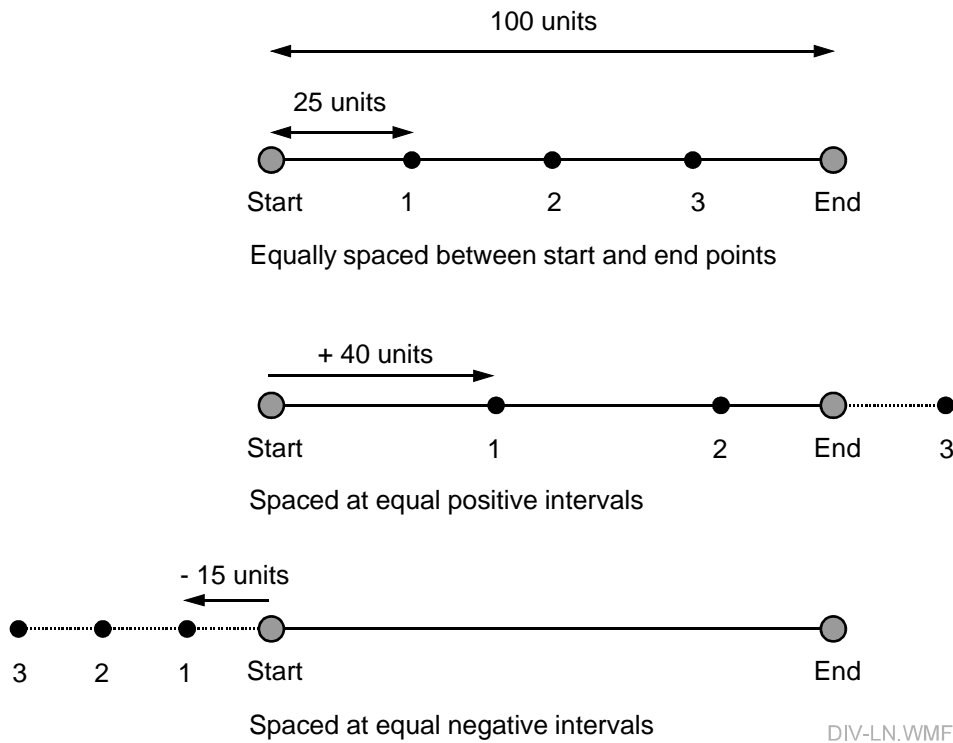 100 units
25 units
Start 1 2 3 End
Equally spaced between start and end points
+ 40 units
Start 1 2 End 3
Spaced at equal positive intervals
- 15 units
3 2 1 Start End
Spaced at equal negative intervals
DIV-LN.WMF